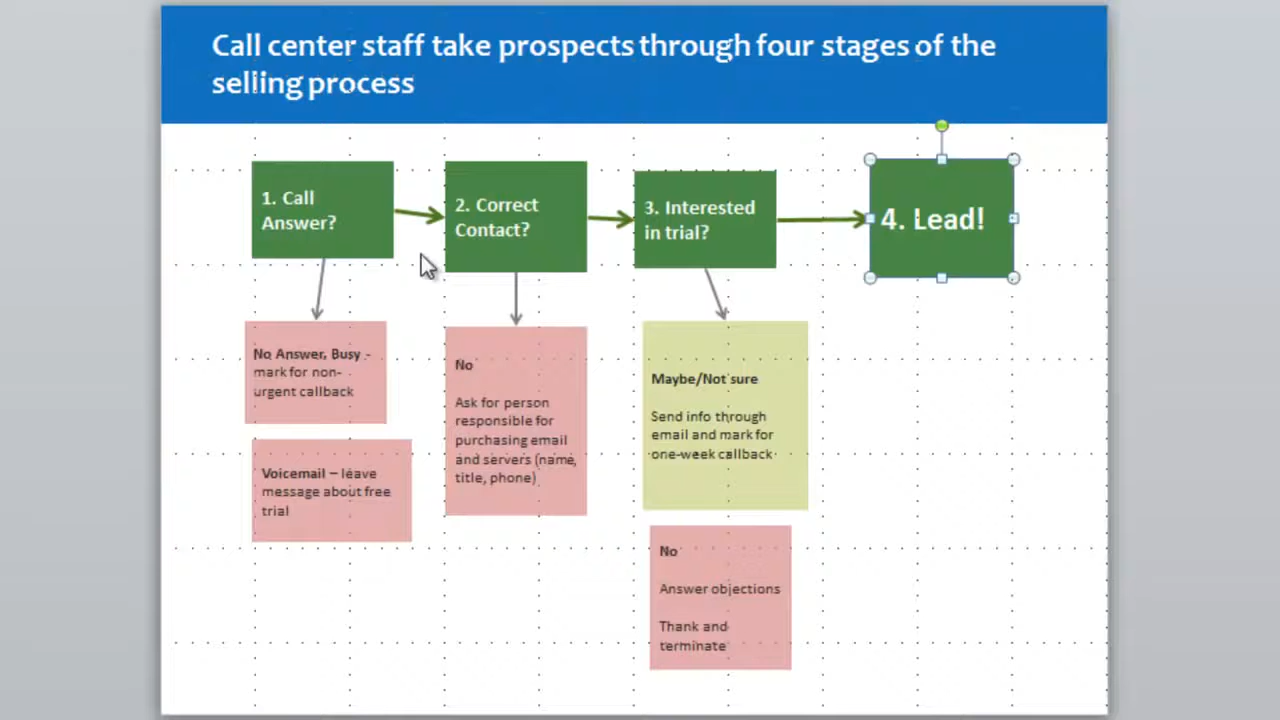 Call center staff take prospects through four stages of the
selling process
1. Call
Answer?
2. Correct
Contact?
3. Interested
in trial?
4. Lead!
No Answer, Busy -
mark for non-
urgent callback
Voicemail – leave
message about free
trial
No
Ask for person
responsible for
purchasing email
and servers (name,
title, phone)
Maybe/Not sure
Send info through
email and mark for
one-week callback
No
Answer objections
Thank and
terminate